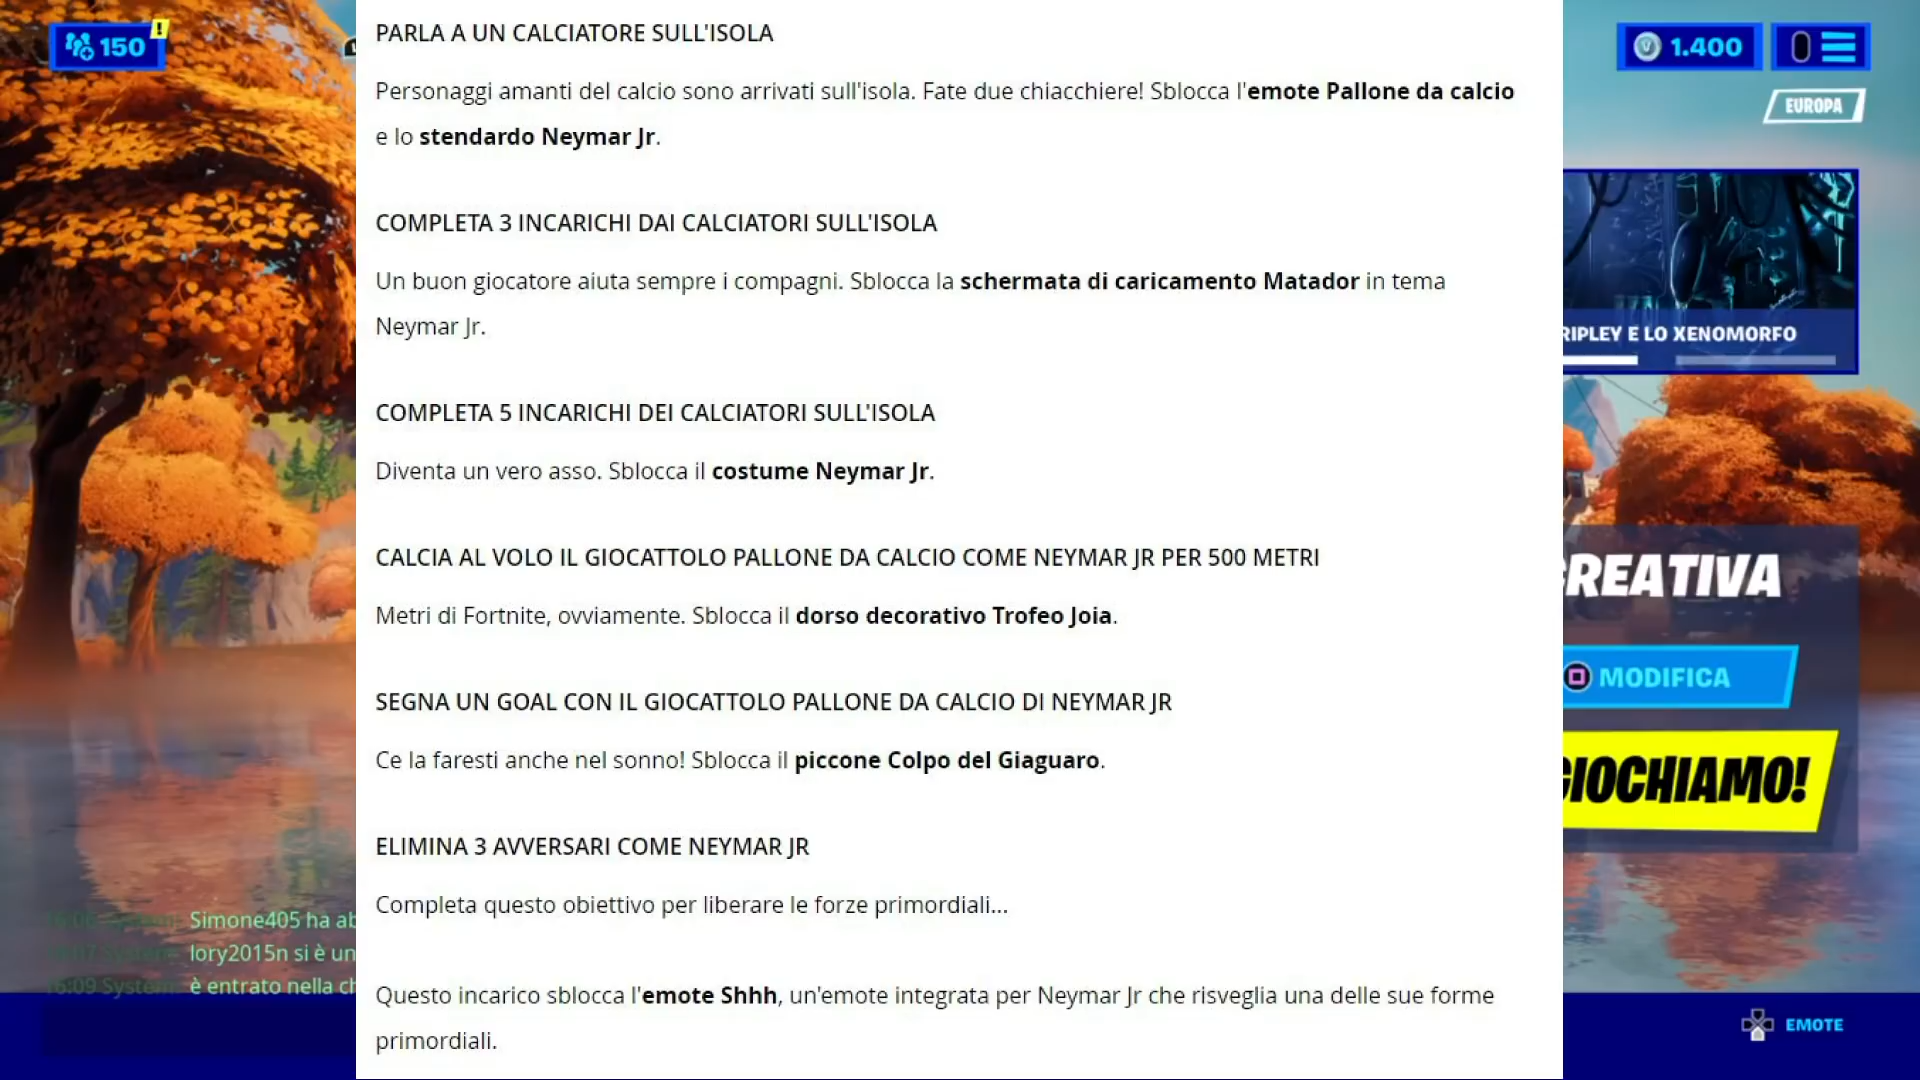 150
!
1.400
EUROPA
PARLA A UN CALCIATORE SULL'ISOLA
Personaggi amanti del calcio sono arrivati sull'isola. Fate due chiacchiere! Sblocca l'emote Pallone da calcio
e lo stendardo Neymar Jr.
COMPLETA 3 INCARICHI DAI CALCIATORI SULL'ISOLA
Un buon giocatore aiuta sempre i compagni. Sblocca la schermata di caricamento Matador in tema
Neymar Jr.
COMPLETA 5 INCARICHI DEI CALCIATORI SULL'ISOLA
Diventa un vero asso. Sblocca il costume Neymar Jr.
CALCIA AL VOLO IL GIOCATTOLO PALLONE DA CALCIO COME NEYMAR JR PER 500 METRI
Metri di Fortnite, ovviamente. Sblocca il dorso decorativo Trofeo Joia.
SEGNA UN GOAL CON IL GIOCATTOLO PALLONE DA CALCIO DI NEYMAR JR
Ce la faresti anche nel sonno! Sblocca il piccone Colpo del Giaguaro.
ELIMINA 3 AVVERSARI COME NEYMAR JR
Completa questo obiettivo per liberare le forze primordiali...
Questo incarico sblocca l'emote Shhh, un'emote integrata per Neymar Jr che risveglia una delle sue forme
primordiali.
RIPLEY E LO XENOMORFO
CREATIVA
MODIFICA
GIOCHIAMO!
Simone405 ha ab
lory2015n si è un
16:09 System è entrato nella ch
EMOTE